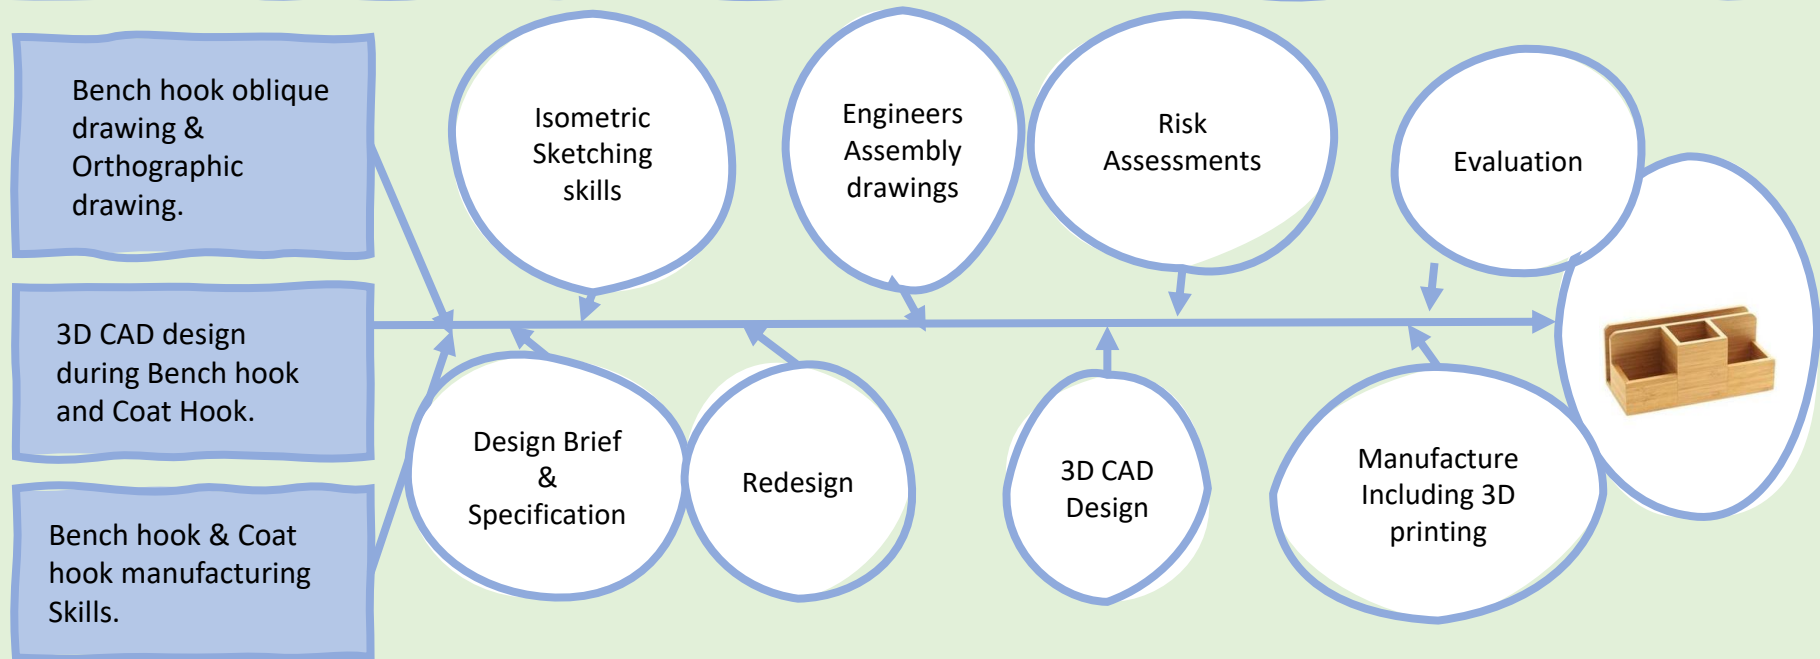 Bench hook oblique
drawing &
Orthographic
drawing.
3D CAD design
during Bench hook
and Coat Hook.
Bench hook & Coat
hook manufacturing
Skills.
Isometric
Sketching
skills
Engineers
Assembly
drawings
Risk
Assessments
Evaluation
Design Brief
&
Specification
Redesign
3D CAD
Design
Manufacture
Including 3D
printing